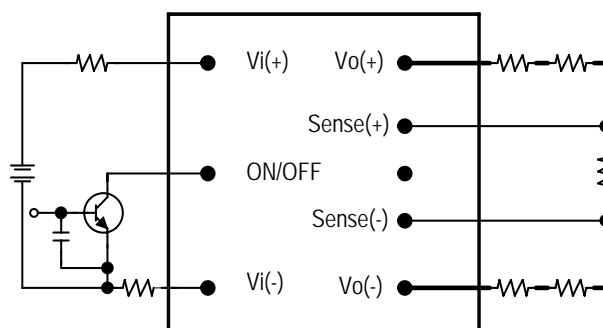 Vi(+) Vo(+)
Sense(+)
ON/OFF
Sense(-)
Vi(-) Vo(-)